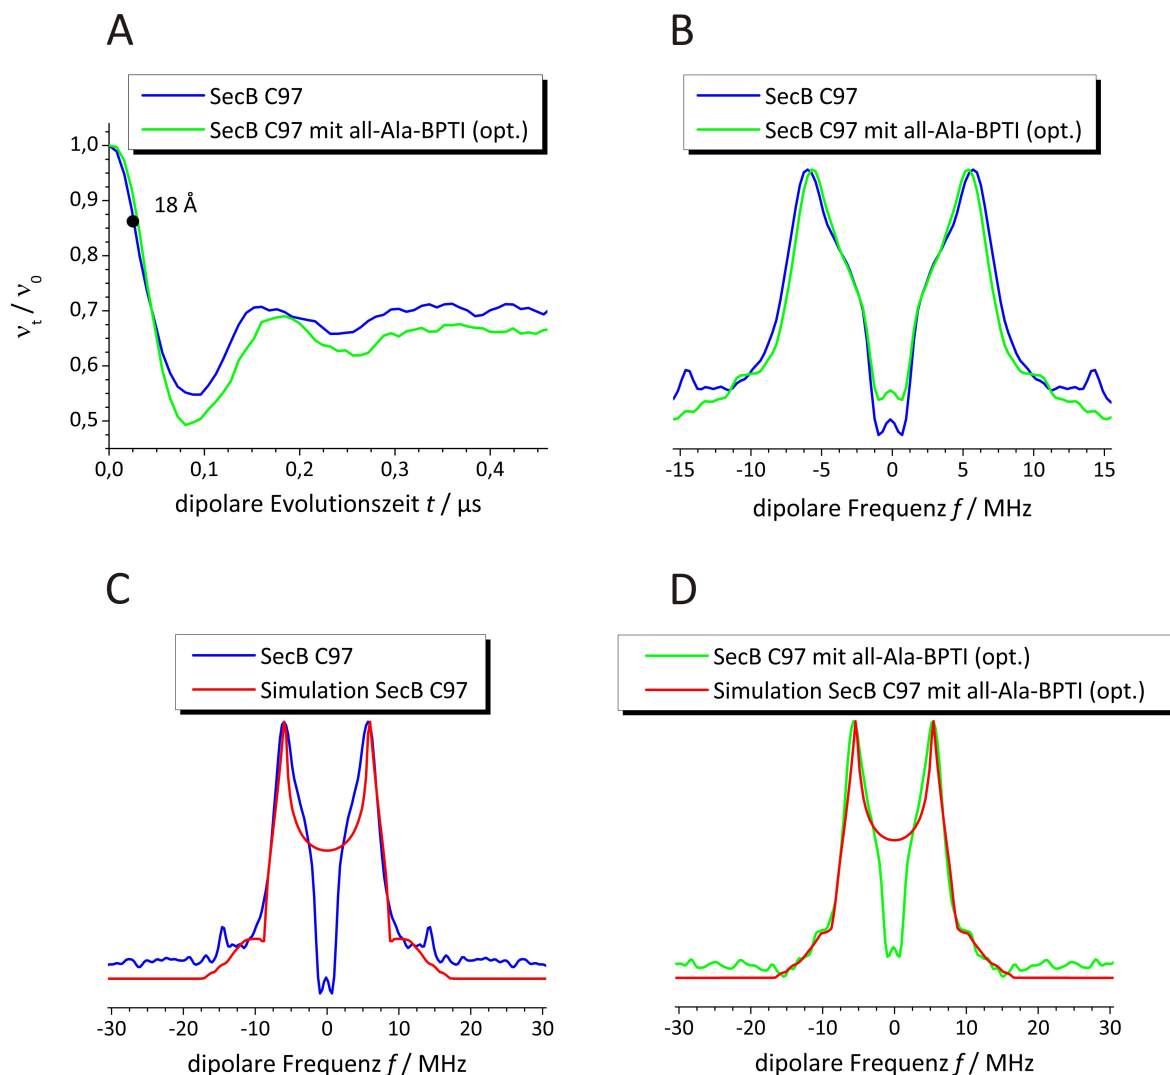 A
SecB C97
SecB C97 mit all-Ala-BPTI (opt.)
1,0
0,9
0,8
0,7
0,6
0,5
18 Å
νt / ν0
0,0 0,1 0,2 0,3 0,4
dipolare Evolutionszeit t / µs
B
SecB C97
SecB C97 mit all-Ala-BPTI (opt.)
-15 -10 -5 0 5 10 15
dipolare Frequenz f / MHz
C
SecB C97
Simulation SecB C97
-30 -20 -10 0 10 20 30
dipolare Frequenz f / MHz
D
SecB C97 mit all-Ala-BPTI (opt.)
Simulation SecB C97 mit all-Ala-BPTI (opt.)
-30 -20 -10 0 10 20 30
dipolare Frequenz f / MHz